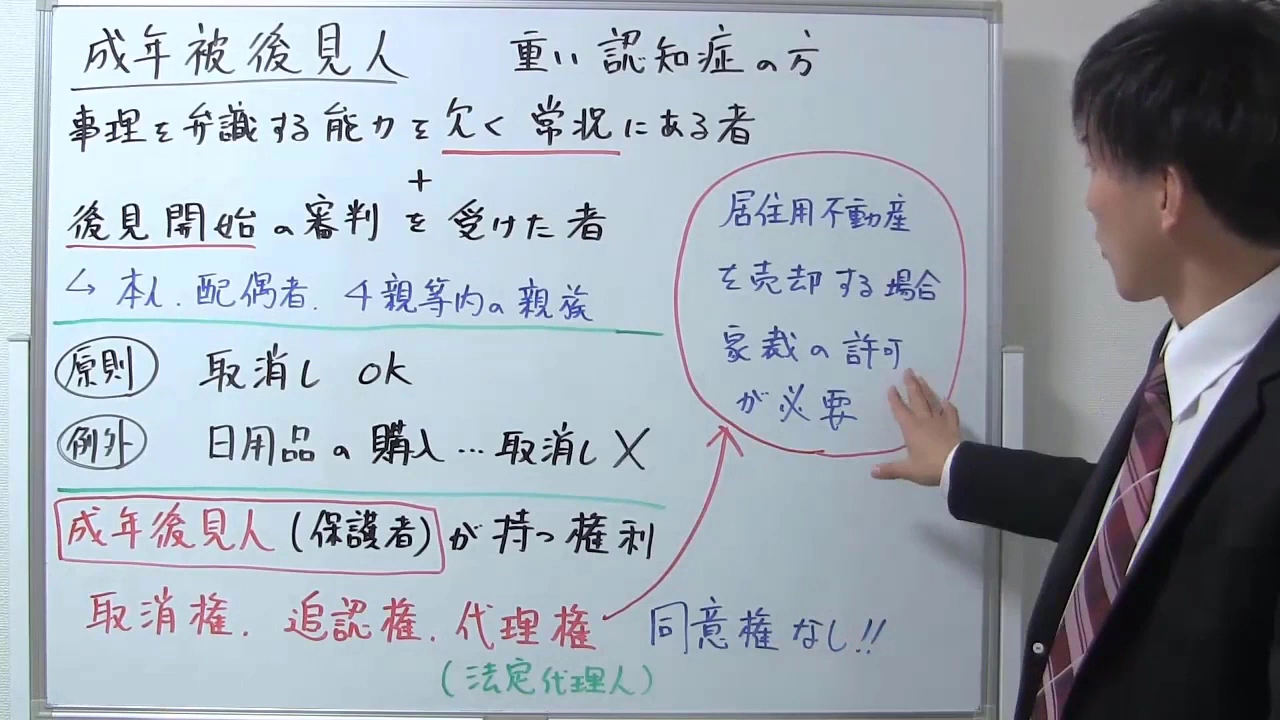 成年被後見人　重い認知症の方
事理を弁識する能力を欠く常況にある者
+
後見開始の審判を受けた者
↳ 本人.配偶者.4親等内の親族
原則　取消し OK
例外　日用品の購入…取消し X
成年後見人(保護者)が持つ権利
取消権.追認権.代理権
(法定代理人)
同意権なし!!
居住用不動産
を売却する場合
家裁の許可
が必要